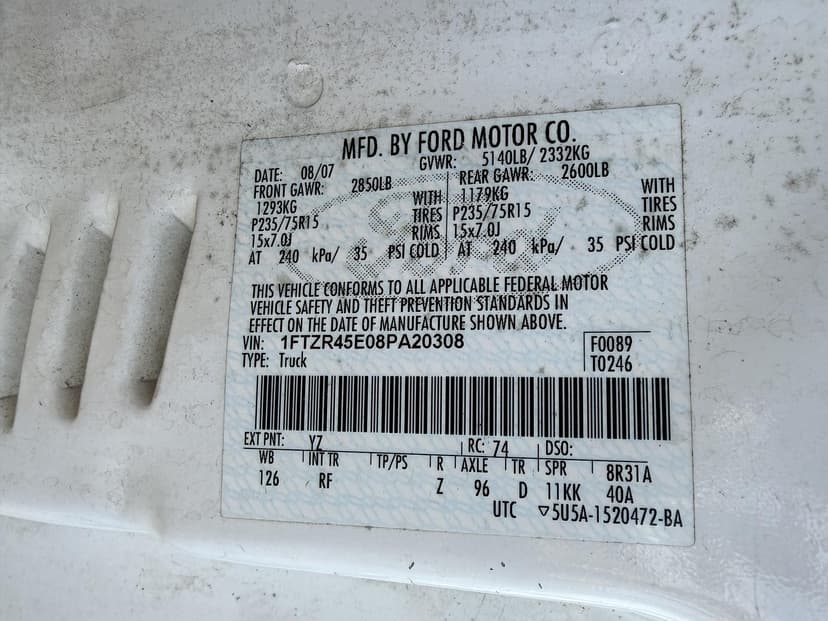 MFD. BY FORD MOTOR CO.
DATE: 08/07 GVWR: 5140LB/ 2332KG
FRONT GAWR: 2850LB REAR GAWR: 2600LB
1293KG WITH 1179KG WITH
P235/75R15 TIRES P235/75R15 TIRES
15x7.0J RIMS 15x7.0J RIMS
AT 240 kPa/ 35 PSI COLD AT 240 kPa/ 35 PSI COLD
THIS VEHICLE CONFORMS TO ALL APPLICABLE FEDERAL MOTOR
VEHICLE SAFETY AND THEFT PREVENTION STANDARDS IN
EFFECT ON THE DATE OF MANUFACTURE SHOWN ABOVE.
VIN: 1FTZR45E08PA20308 F0089
TYPE: Truck T0246
EXT PNT: YZ RC: 74 DSO:
WB INT TR TP/PS R AXLE TR SPR 8R31A
126 RF Z 96 D 11KK 40A
UTC ▽5U5A-1520472-BA